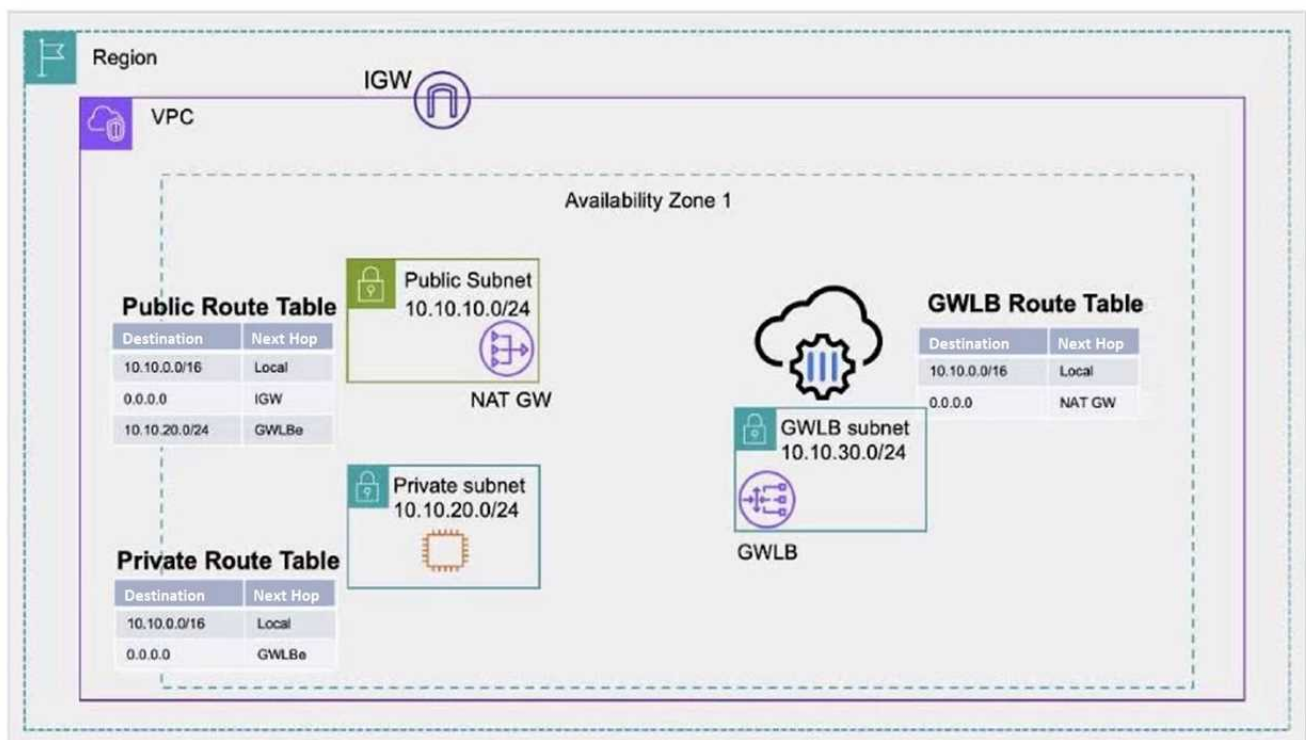 Region
IGW
VPC
Availability Zone 1
Public Subnet
10.10.10.0/24
NAT GW
Public Route Table
Destination Next Hop
10.10.0.0/16 Local
0.0.0.0 IGW
10.10.20.0/24 GWLBe
GWLB Route Table
Destination Next Hop
10.10.0.0/16 Local
0.0.0.0 NAT GW
GWLB subnet
10.10.30.0/24
GWLB
Private subnet
10.10.20.0/24
Private Route Table
Destination Next Hop
10.10.0.0/16 Local
0.0.0.0 GWLBe